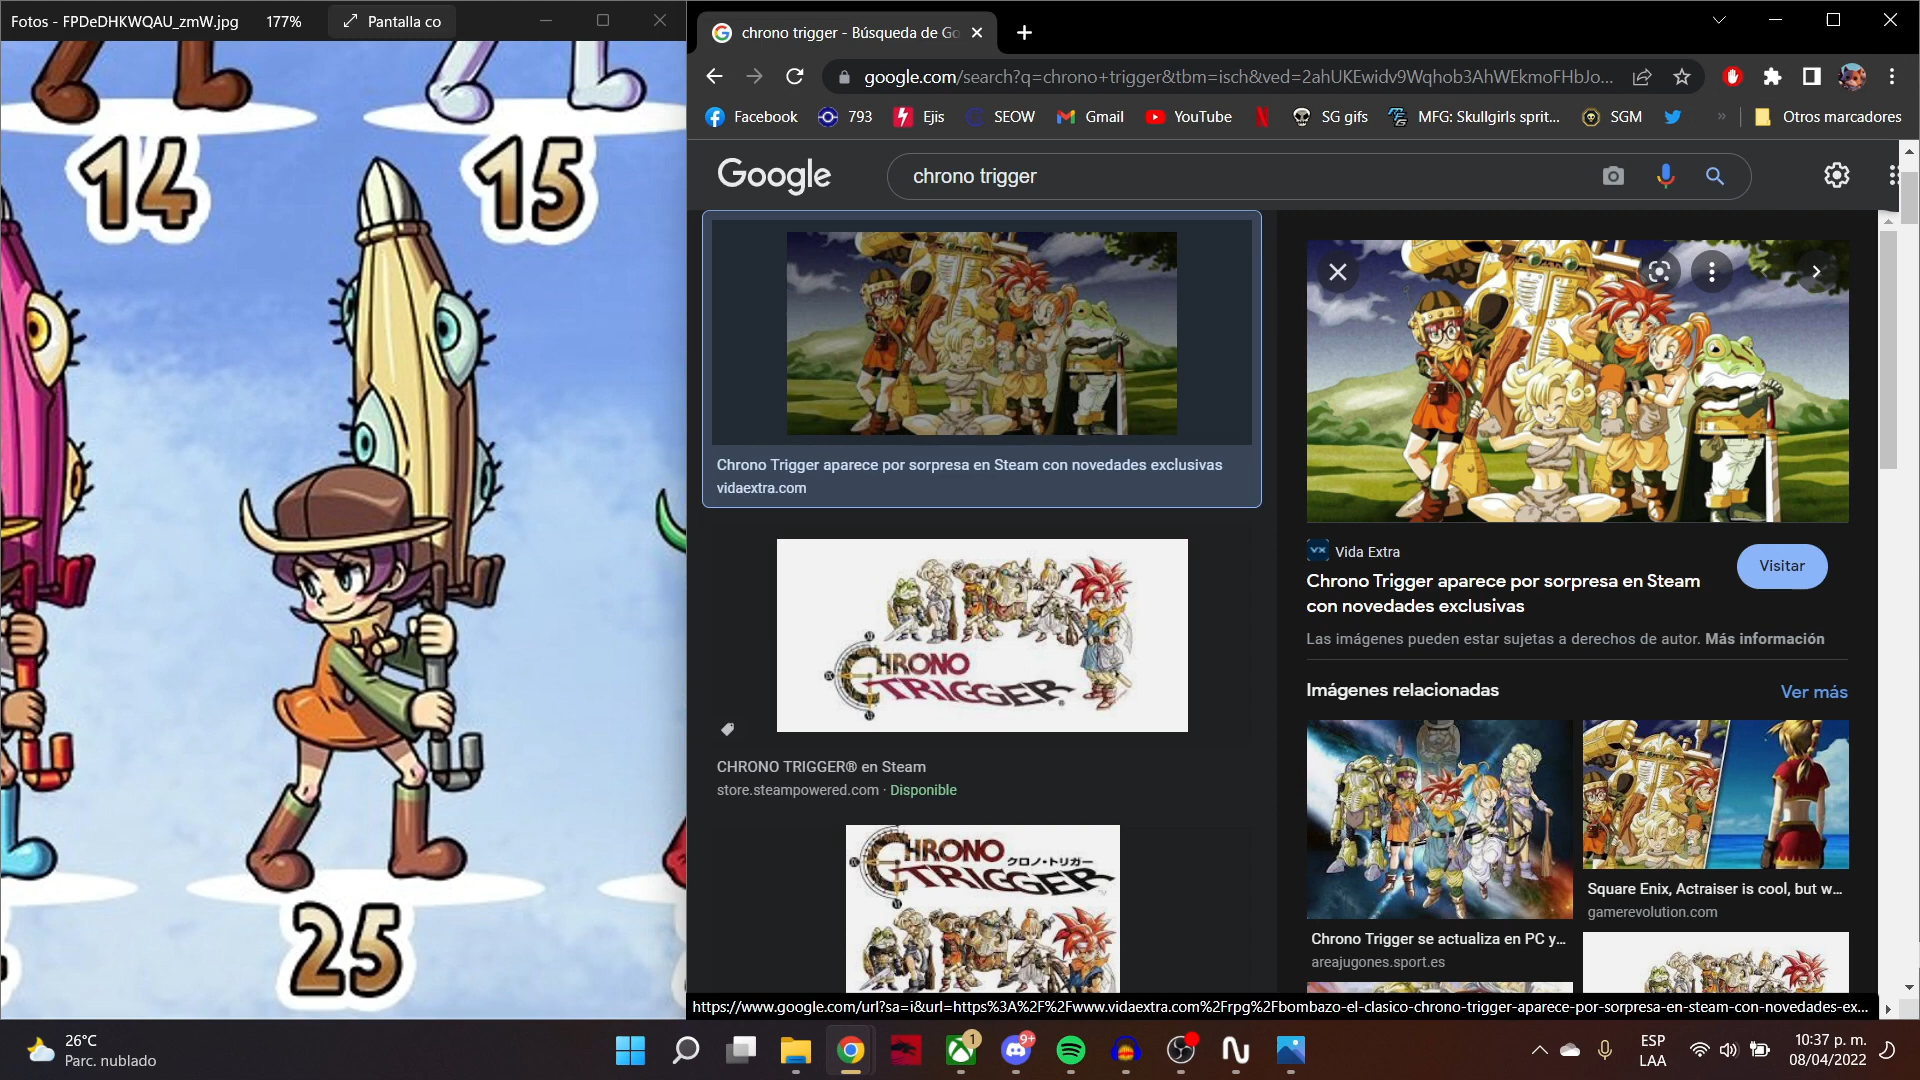 Fotos - FPDeDHKWQAU_zmW.jpg
177%
Pantalla co
14
15
25
chrono trigger - Búsqueda de Go
google.com/search?q=chrono+trigger&tbm=isch&ved=2ahUKEwidv9Wqhob3AhWEkmoFHbJo...
Facebook
793
Ejis
SEOW
Gmail
YouTube
SG gifs
MFG: Skullgirls sprit...
SGM
»
Otros marcadores
Google
chrono trigger
Chrono Trigger aparece por sorpresa en Steam con novedades exclusivas
vidaextra.com
CHRONO
TRIGGER
CHRONO TRIGGER® en Steam
store.steampowered.com · Disponible
CHRONO
クロノ・トリガー
TRIGGER
Vida Extra
Chrono Trigger aparece por sorpresa en Steam
con novedades exclusivas
Visitar
Las imágenes pueden estar sujetas a derechos de autor. Más información
Imágenes relacionadas
Ver más
Chrono Trigger se actualiza en PC y...
areajugones.sport.es
Square Enix, Actraiser is cool, but w...
gamerevolution.com
https://www.google.com/url?sa=i&url=https%3A%2F%2Fwww.vidaextra.com%2Frpg%2Fbombazo-el-clasico-chrono-trigger-aparece-por-sorpresa-en-steam-con-novedades-ex...
26°C
Parc. nublado
1
9+
ESP
LAA
10:37 p. m.
08/04/2022